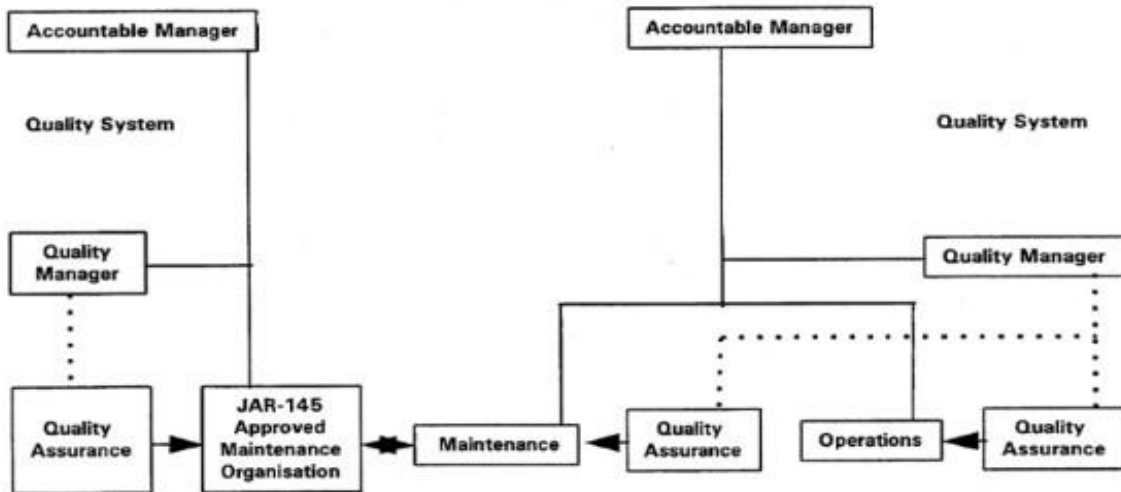 Accountable Manager
Accountable Manager
Quality System
Quality System
Quality
Manager
Quality Manager
Quality
Assurance
JAR-145
Approved
Maintenance
Organisation
Maintenance
Quality
Assurance
Operations
Quality
Assurance